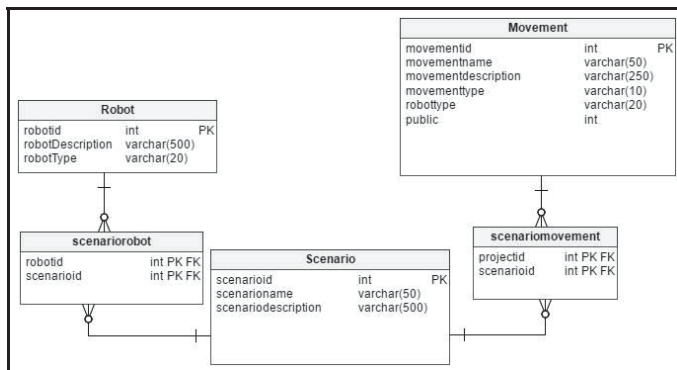 Movement
movementid int PK
movementname varchar(50)
movementdescription varchar(250)
movementtype varchar(10)
robottype varchar(20)
public int
Robot
robotid int PK
robotDescription varchar(500)
robotType varchar(20)
scenariorobot
robotid int PK FK
scenarioid int PK FK
Scenario
scenarioid int PK
scenarioname varchar(50)
scenariodescription varchar(500)
scenariomovement
projectid int PK FK
scenarioid int PK FK